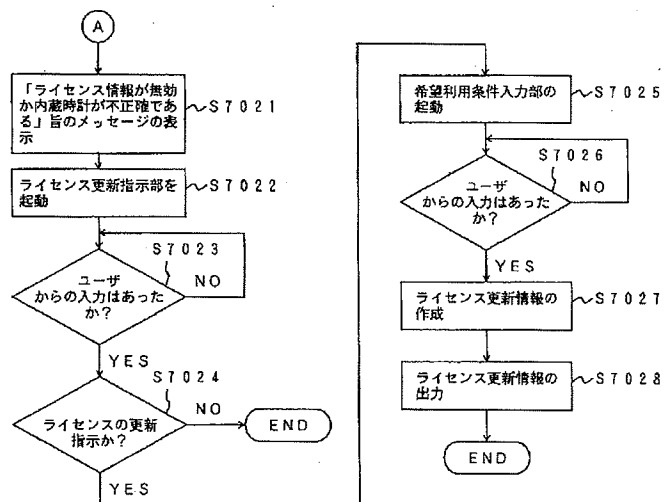 A
「ライセンス情報が無効
か内蔵時計が不正確であ
る」旨のメッセージの表
示
S7021
ライセンス更新指示部を
起動
S7022
S7023
ユーザ
からの入力はあった
か?
NO
YES
S7024
ライセンスの更新
指示か?
NO
END
YES
希望利用条件入力部の
起動
S7025
S7026
ユーザ
からの入力はあった
か?
NO
YES
ライセンス更新情報の
作成
S7027
ライセンス更新情報の
出力
S7028
END